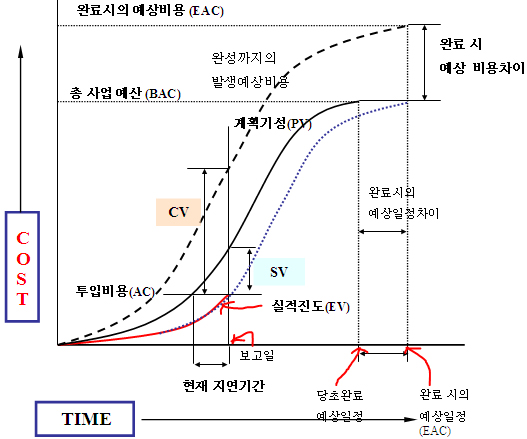 완료시의 예상비용 (EAC)
완성까지의
발생예상비용
완료 시
예상 비용차이
총 사업 예산 (BAC)
계획기성(PV)
CV
완료시의
예상일정차이
SV
투입비용(AC)
실적진도(EV)
COST
보고일
현재 지연기간
당초완료
예상일정
완료 시의
예상일정
(EAC)
TIME